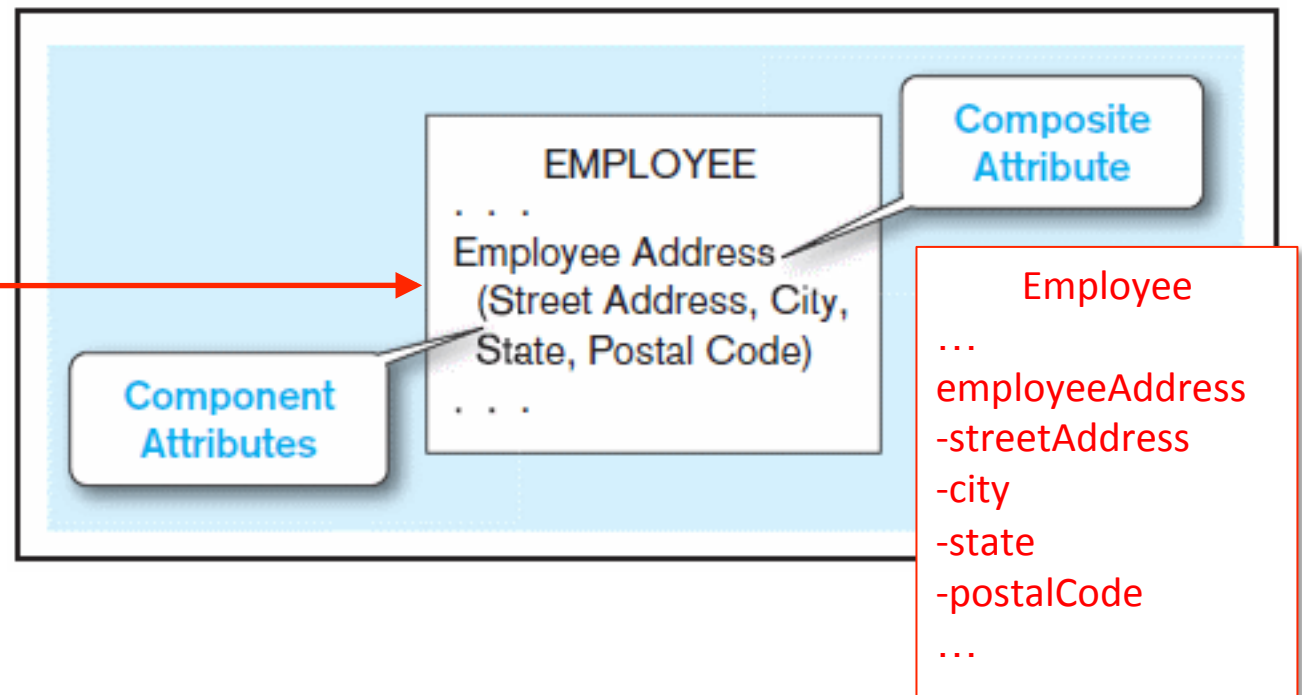 Composite
Attribute
EMPLOYEE
. . .
Employee Address
(Street Address, City,
State, Postal Code)
. . .
Component
Attributes
Employee
…
employeeAddress
-streetAddress
-city
-state
-postalCode
…